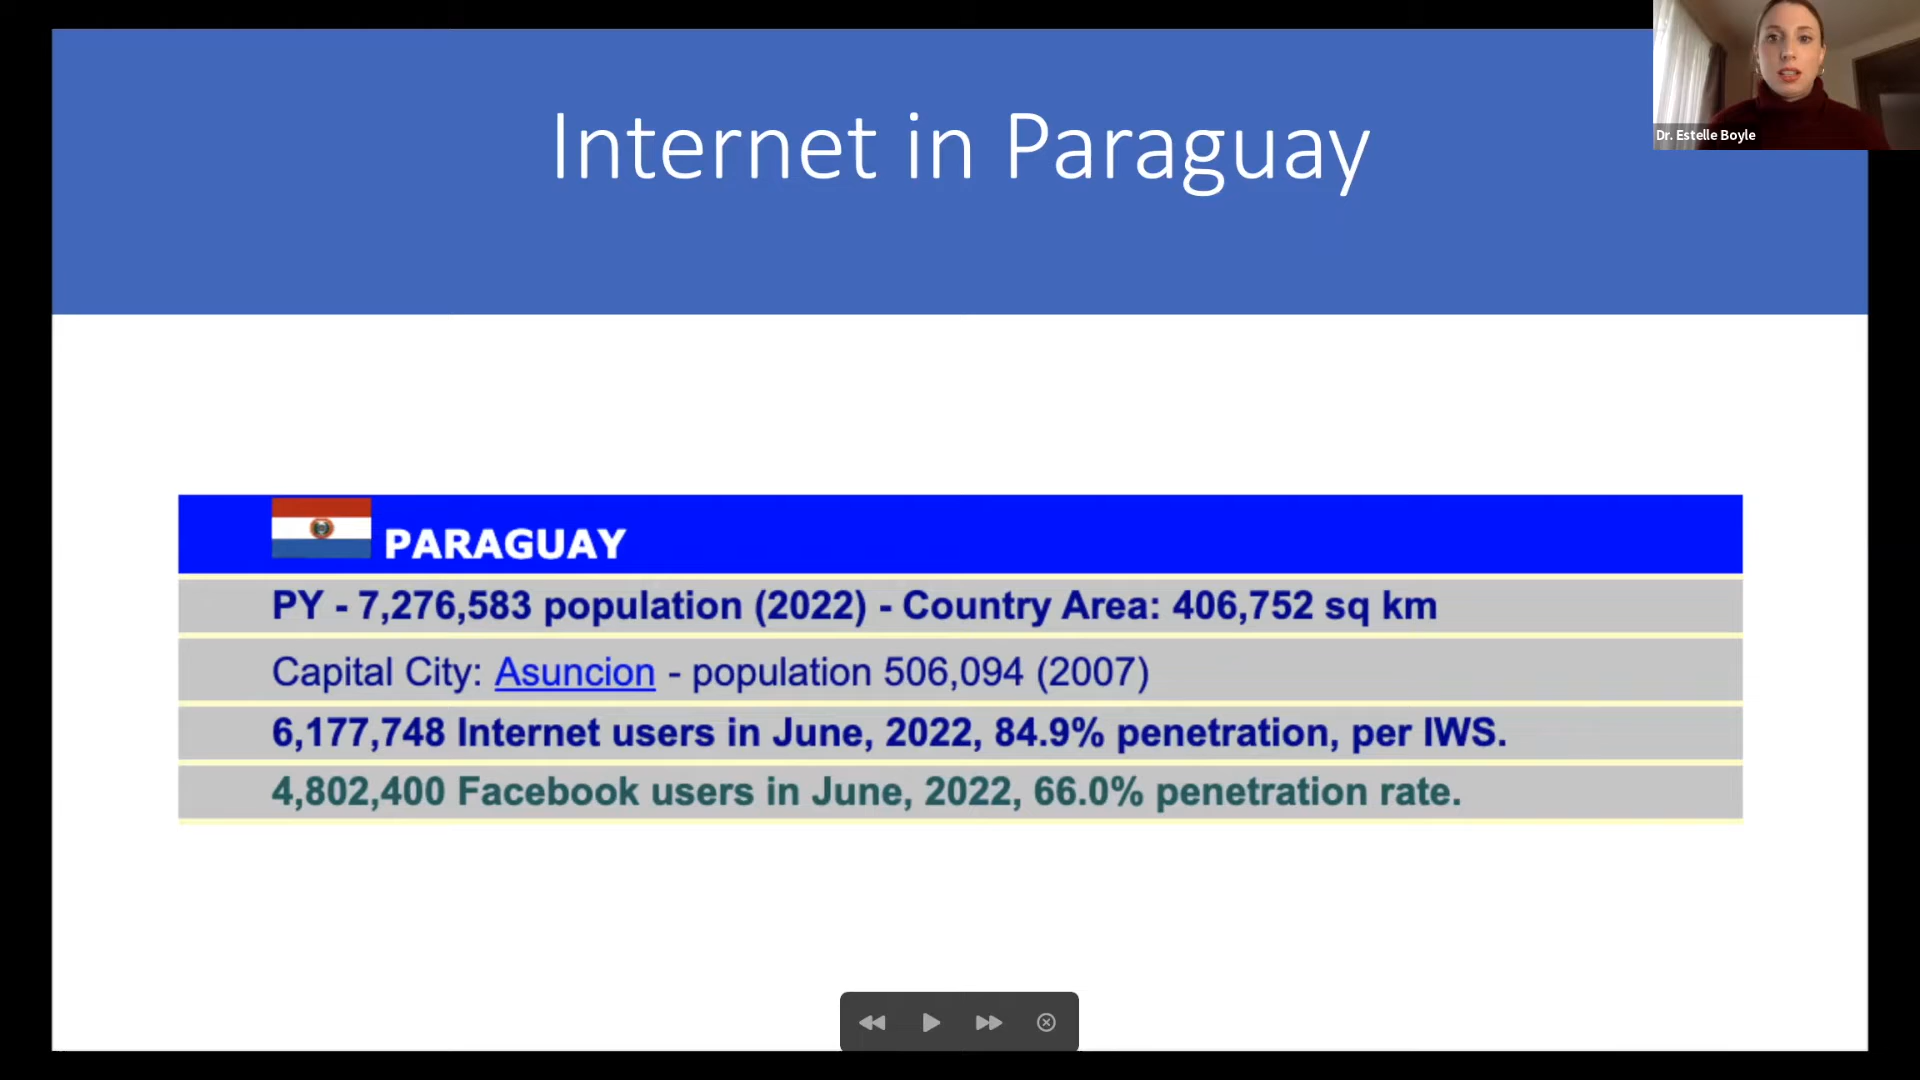 Internet in Paraguay
Dr. Estelle Boyle
PARAGUAY
PY - 7,276,583 population (2022) - Country Area: 406,752 sq km
Capital City: Asuncion - population 506,094 (2007)
6,177,748 Internet users in June, 2022, 84.9% penetration, per IWS.
4,802,400 Facebook users in June, 2022, 66.0% penetration rate.